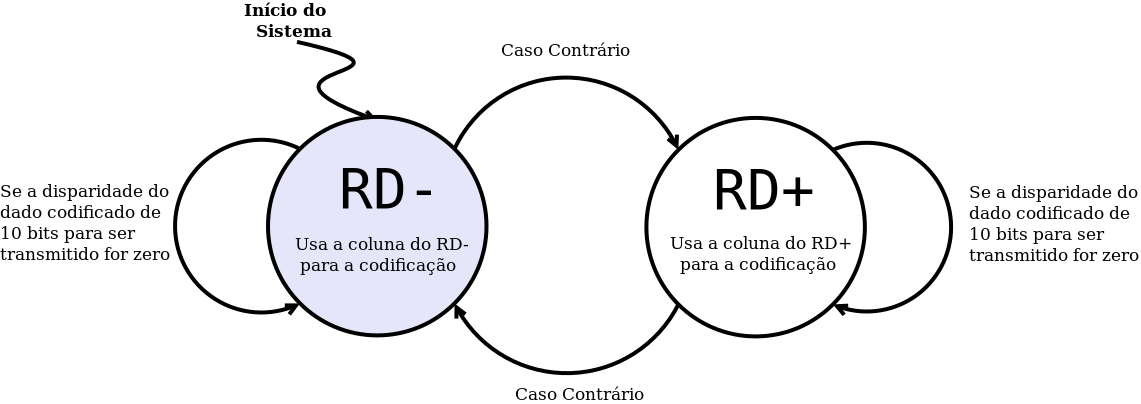 Início do
Sistema
Caso Contrário
Se a disparidade do
dado codificado de
10 bits para ser
transmitido for zero
RD-
Usa a coluna do RD-
para a codificação
RD+
Usa a coluna do RD+
para a codificação
Se a disparidade do
dado codificado de
10 bits para ser
transmitido for zero
Caso Contrário